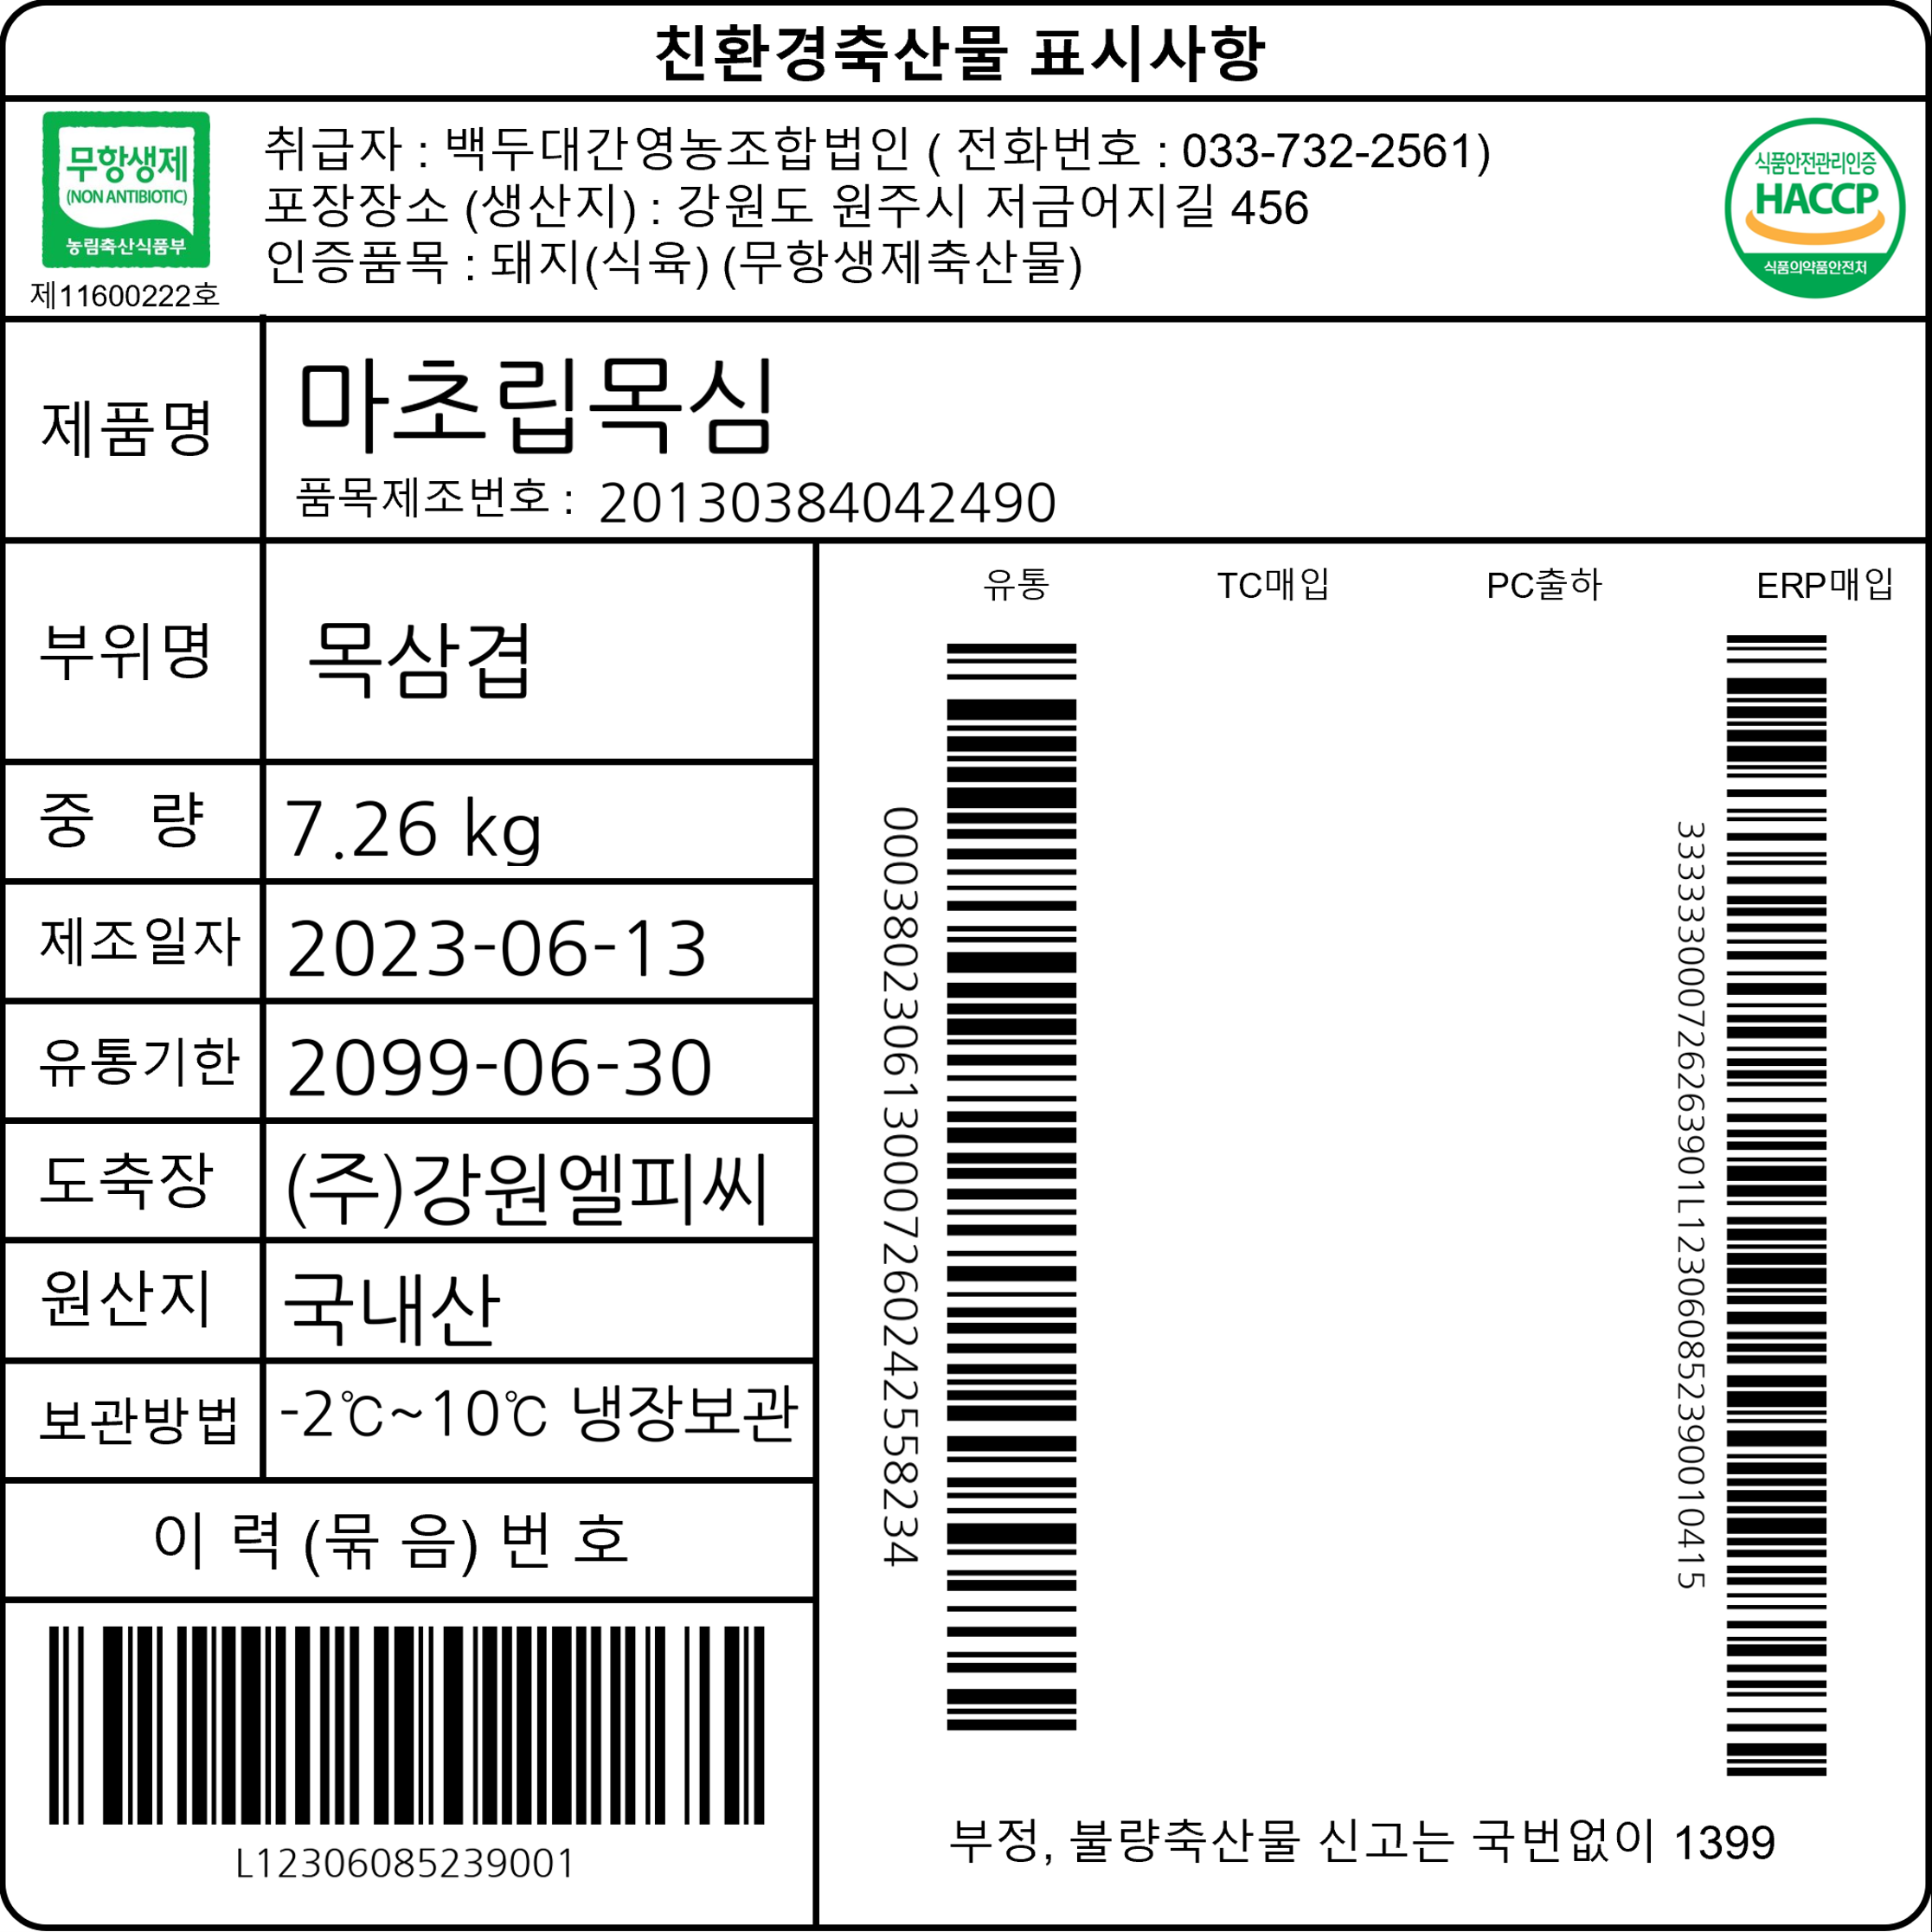 친환경축산물 표시사항
무항생제
(NON ANTIBIOTIC)
농림축산식품부
제11600222호
취급자 : 백두대간영농조합법인 ( 전화번호 : 033-732-2561)
포장장소 (생산지) : 강원도 원주시 저금어지길 456
인증품목 : 돼지(식육) (무항생제축산물)
식품안전관리인증
HACCP
식품의약품안전처
제품명
마초립목심
품목제조번호 : 20130384042490
부위명 목삼겹
중 량 7.26 kg
제조일자 2023-06-13
유통기한 2099-06-30
도축장 (주)강원엘피씨
원산지 국내산
보관방법 -2℃~10℃ 냉장보관
이 력 (묶 음) 번 호
L12306085239001
유통 TC매입 PC출하 ERP매입
0003802306130007260242558234
333333000726263901L123060852390010415
부정, 불량축산물 신고는 국번없이 1399